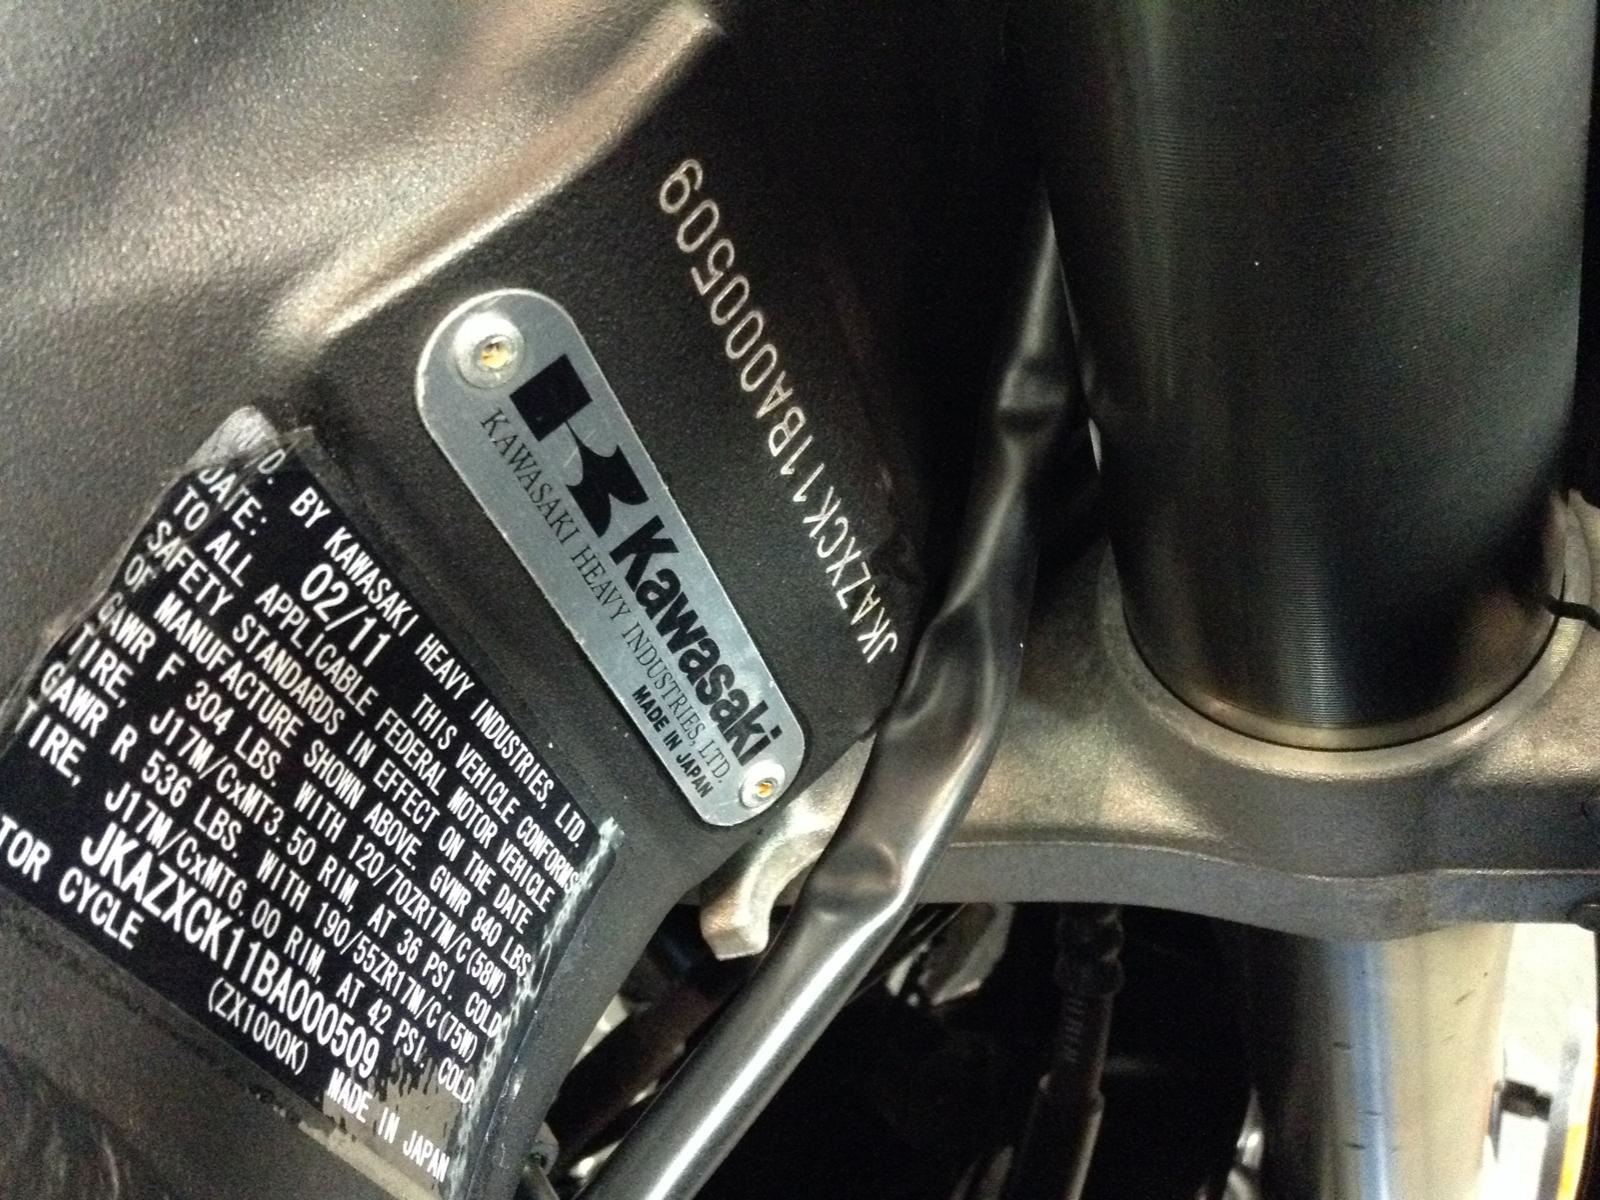 JKAZXCK11BA000509
Kawasaki
KAWASAKI HEAVY INDUSTRIES, LTD.
MADE IN JAPAN
D. BY KAWASAKI HEAVY INDUSTRIES, LTD.
DATE: 02/11 THIS VEHICLE CONFORMS
TO ALL APPLICABLE FEDERAL MOTOR VEHICLE
SAFETY STANDARDS IN EFFECT ON THE DATE
OF MANUFACTURE SHOWN ABOVE. GVWR 840 LBS
GAWR F 304 LBS. WITH 120/70ZR17M/C(58W)
TIRE, J17M/CxMT3.50 RIM, AT 36 PSI. COLD
GAWR R 536 LBS. WITH 190/55ZR17M/C(75W)
TIRE, J17M/CxMT6.00 RIM, AT 42 PSI. COLD
JKAZXCK11BA000509
TOR CYCLE (ZX1000K) MADE IN JAPAN